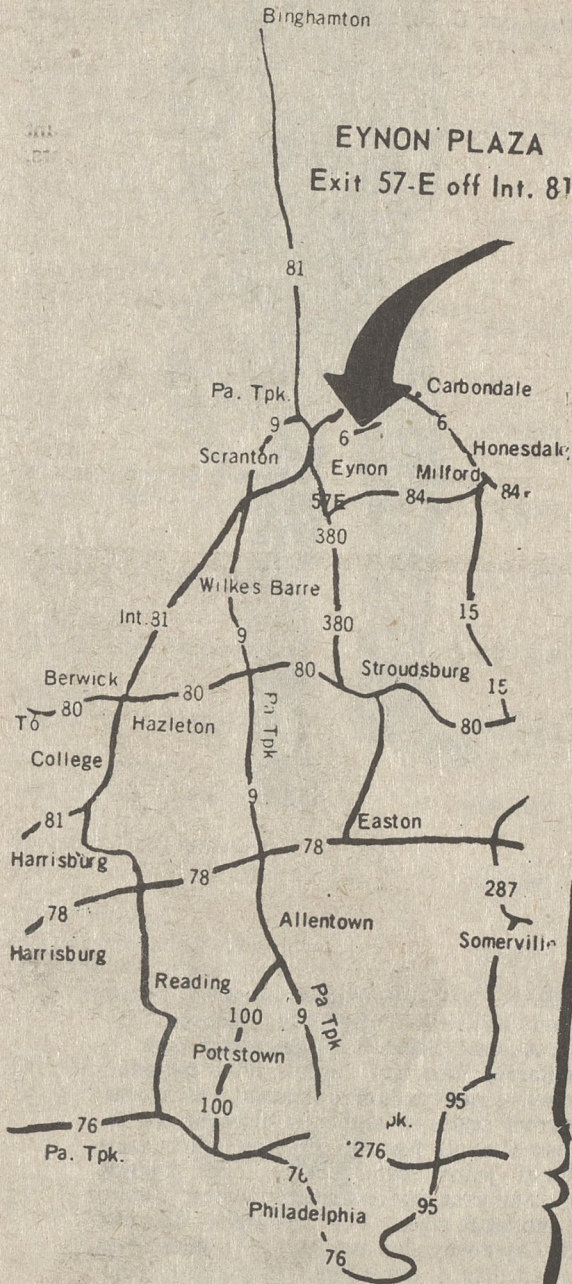 Binghamton
EYNON PLAZA
Exit 57-E off Int. 81
81
Pa. Tpk.
Carbondale
9
6
6
Scranton
Honesdale
Eynon
Milford
57E
84
84
380
Wilkes Barre
Int.81
380
15
9
Berwick
80
Stroudsburg
80
80
15
To
Hazleton
Pa Tpk
80
College
9
81
Easton
Harrisburg
78
78
287
78
Allentown
Harrisburg
Somerville
Reading
Pa Tpk
100
9
Pottstown
95
100
76
pk.
Pa. Tpk.
276
76
Philadelphia
95
76